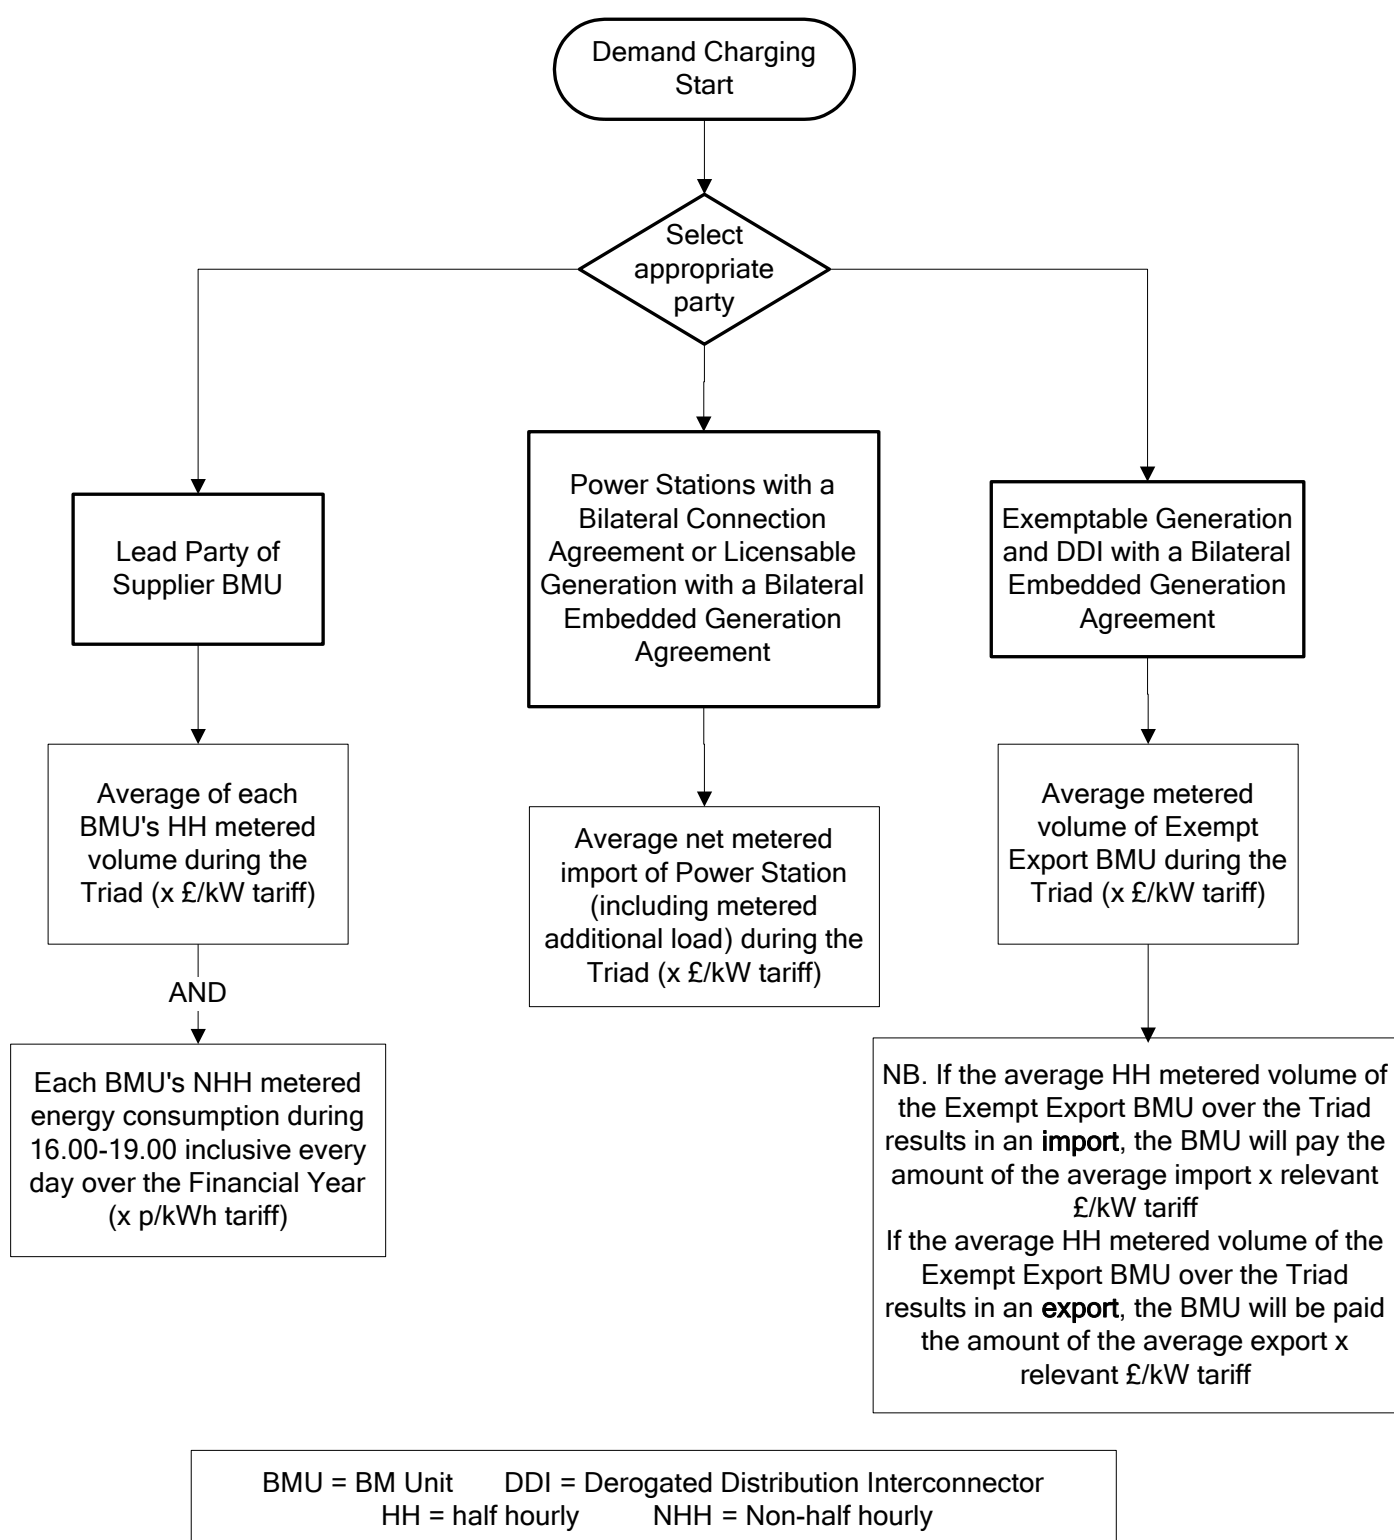 Demand Charging
Start
Select
appropriate
party
Lead Party of
Supplier BMU
Average of each
BMU's HH metered
volume during the
Triad (x £/kW tariff)
AND
Each BMU's NHH metered
energy consumption during
16.00-19.00 inclusive every
day over the Financial Year
(x p/kWh tariff)
Power Stations with a
Bilateral Connection
Agreement or Licensable
Generation with a Bilateral
Embedded Generation
Agreement
Average net metered
import of Power Station
(including metered
additional load) during the
Triad (x £/kW tariff)
Exemptable Generation
and DDI with a Bilateral
Embedded Generation
Agreement
Average metered
volume of Exempt
Export BMU during the
Triad (x £/kW tariff)
NB. If the average HH metered volume of
the Exempt Export BMU over the Triad
results in an import, the BMU will pay the
amount of the average import x relevant
£/kW tariff
If the average HH metered volume of the
Exempt Export BMU over the Triad
results in an export, the BMU will be paid
the amount of the average export x
relevant £/kW tariff
BMU = BM Unit DDI = Derogated Distribution Interconnector
HH = half hourly NHH = Non-half hourly